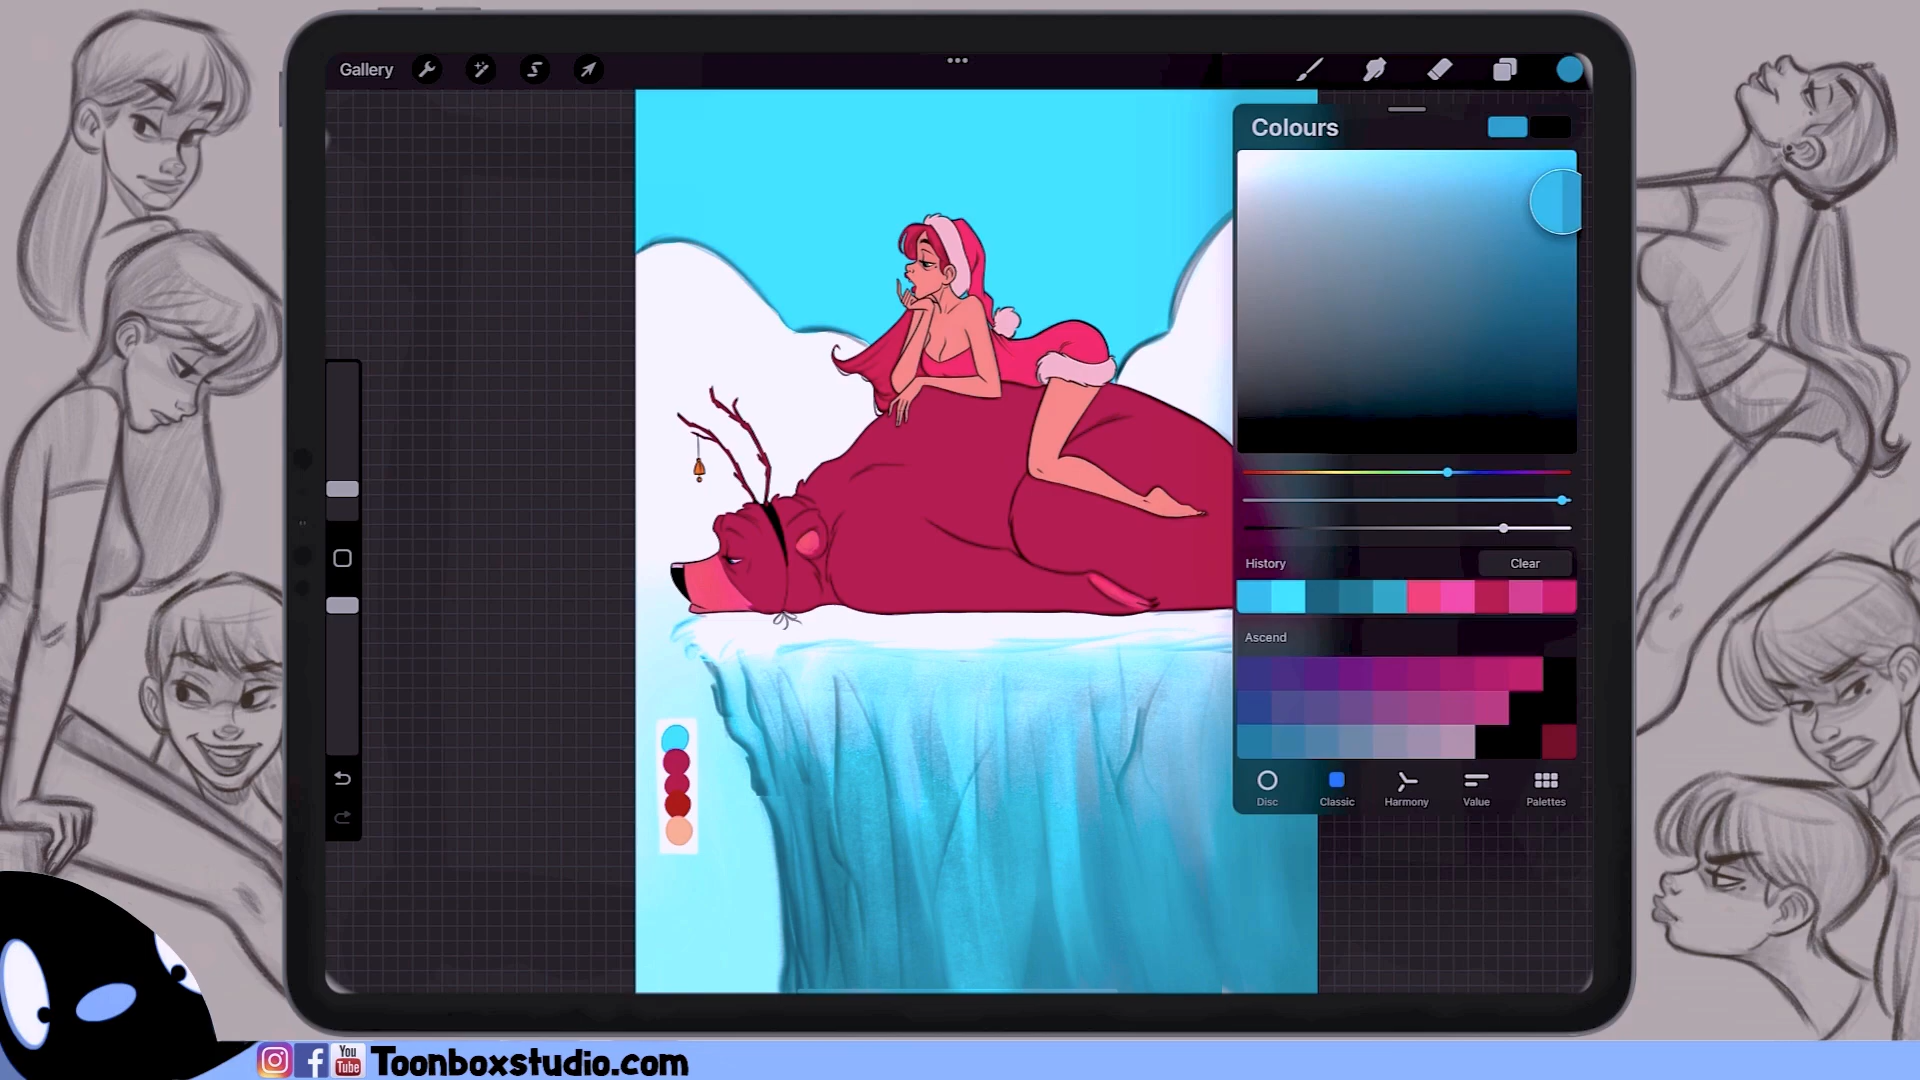 Gallery
Colours
History
Clear
Ascend
Disc
Classic
Harmony
Value
Palettes
You
Tube
Toonboxstudio.com